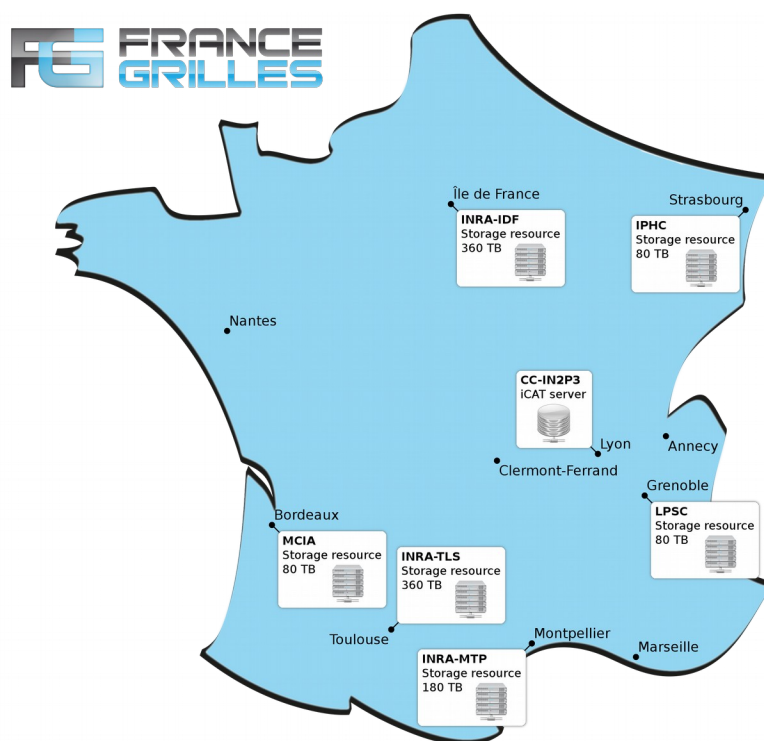 FRANCE
GRILLES
Île de France
INRA-IDF
Storage resource
360 TB
Strasbourg
IPHC
Storage resource
80 TB
Nantes
CC-IN2P3
iCAT server
Lyon
Annecy
Clermont-Ferrand
Grenoble
LPSC
Storage resource
80 TB
Bordeaux
MCIA
Storage resource
80 TB
INRA-TLS
Storage resource
360 TB
Toulouse
Montpellier
INRA-MTP
Storage resource
180 TB
Marseille